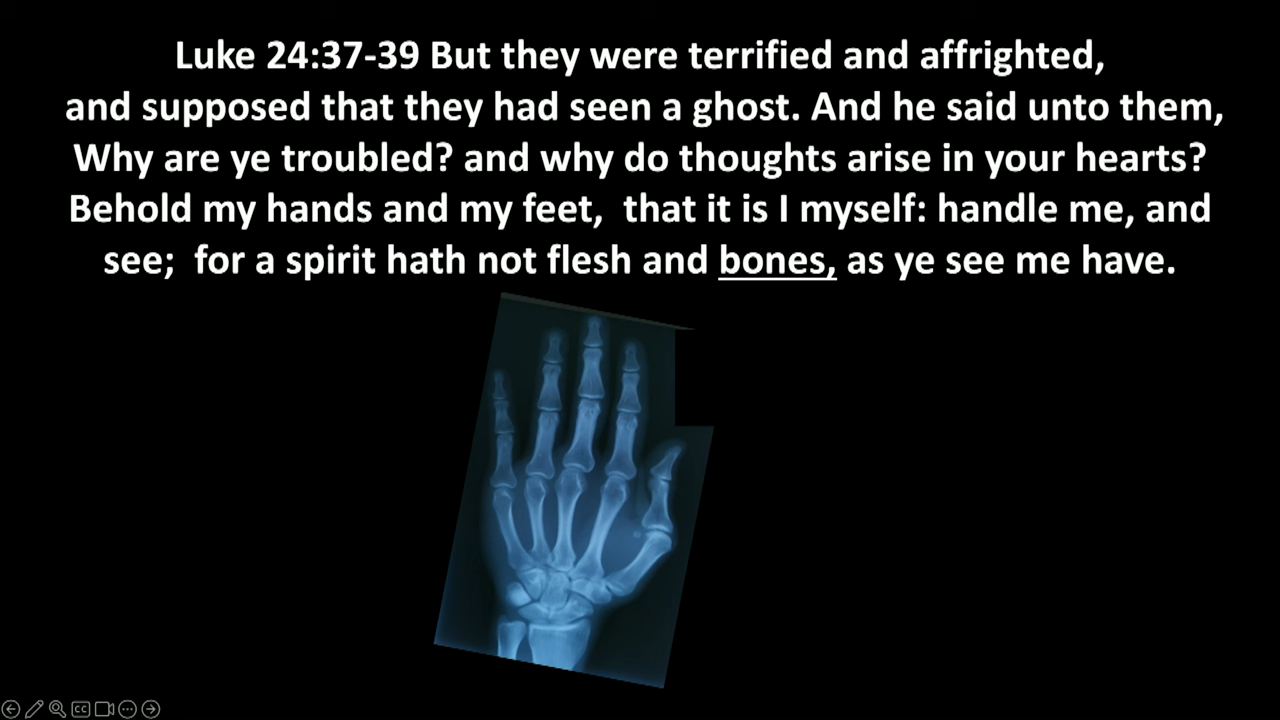 Luke 24:37-39 But they were terrified and affrighted,
and supposed that they had seen a ghost. And he said unto them,
Why are ye troubled? and why do thoughts arise in your hearts?
Behold my hands and my feet,  that it is I myself: handle me, and
see;  for a spirit hath not flesh and bones, as ye see me have.
CC